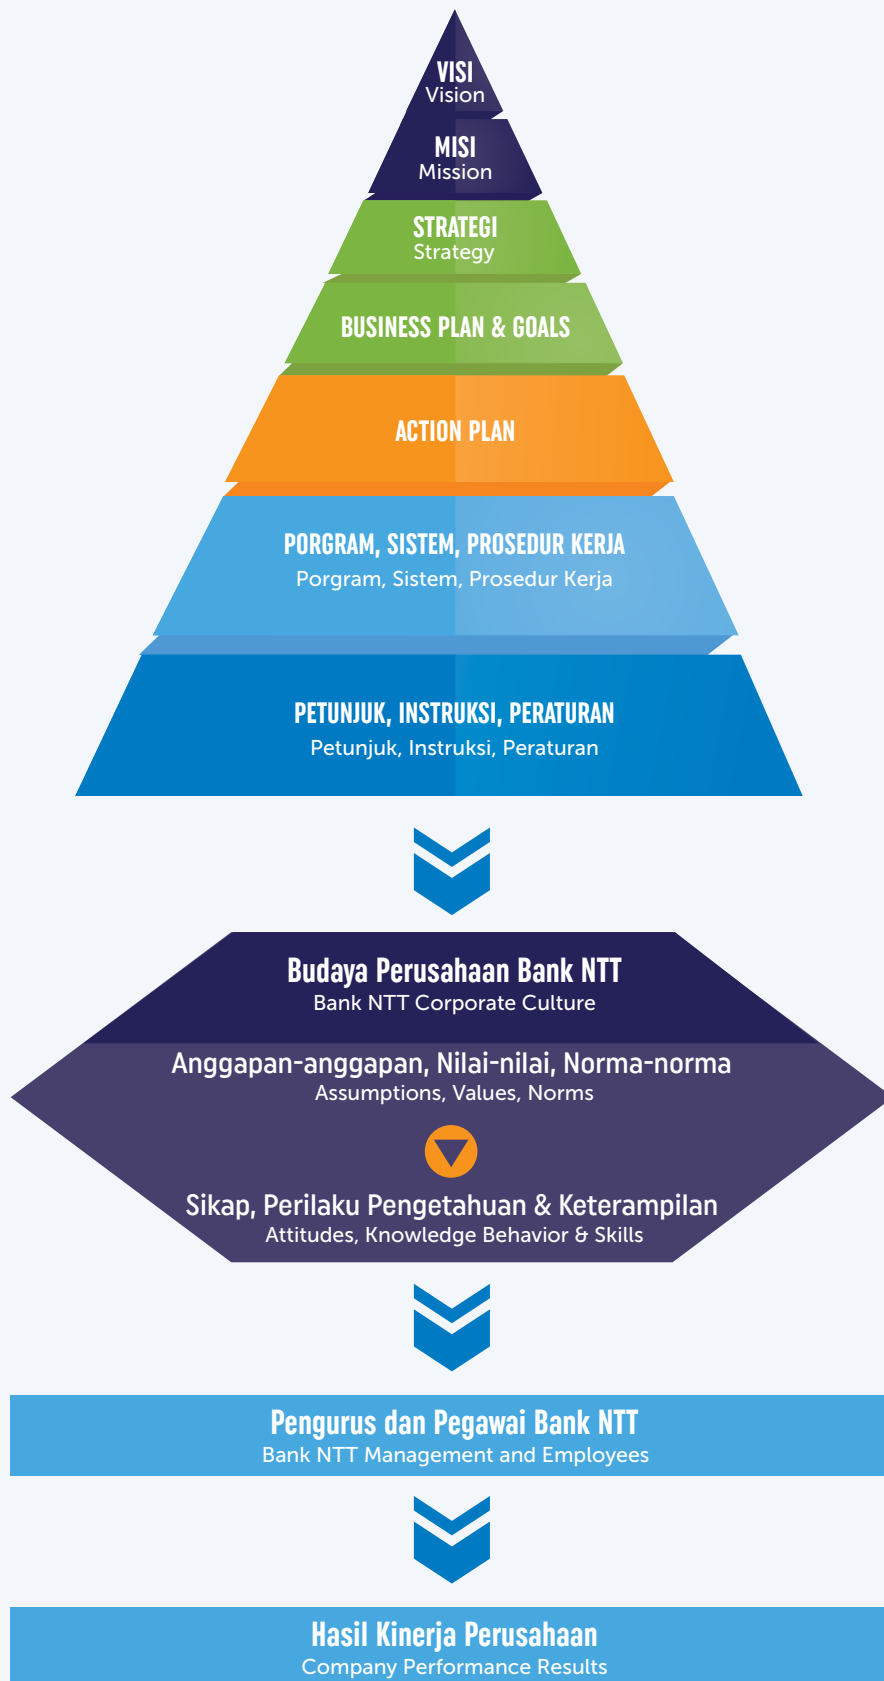 VISI
Vision
MISI
Mission
STRATEGI
Strategy
BUSINESS PLAN & GOALS
ACTION PLAN
PORGRAM, SISTEM, PROSEDUR KERJA
Porgram, Sistem, Prosedur Kerja
PETUNJUK, INSTRUKSI, PERATURAN
Petunjuk, Instruksi, Peraturan
Budaya Perusahaan Bank NTT
Bank NTT Corporate Culture
Anggapan-anggapan, Nilai-nilai, Norma-norma
Assumptions, Values, Norms
Sikap, Perilaku Pengetahuan & Keterampilan
Attitudes, Knowledge Behavior & Skills
Pengurus dan Pegawai Bank NTT
Bank NTT Management and Employees
Hasil Kinerja Perusahaan
Company Performance Results